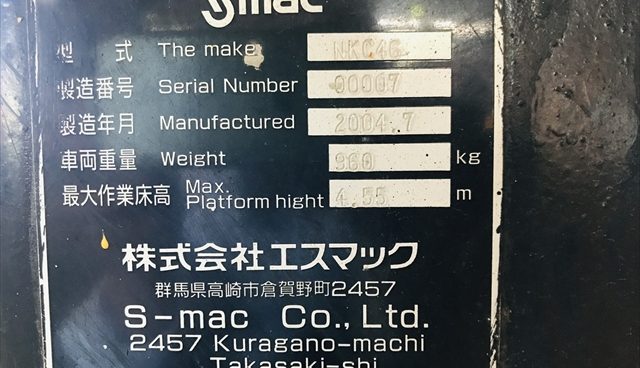 S-mac
型式 The make NKC46
製造番号 Serial Number 00007
製造年月 Manufactured 2004.7
車両重量 Weight 960 kg
最大作業床高 Max. Platform hight 4.55 m
株式会社エスマック
群馬県高崎市倉賀野町2457
S-mac Co., Ltd.
2457 Kuragano-machi
Takasaki-shi